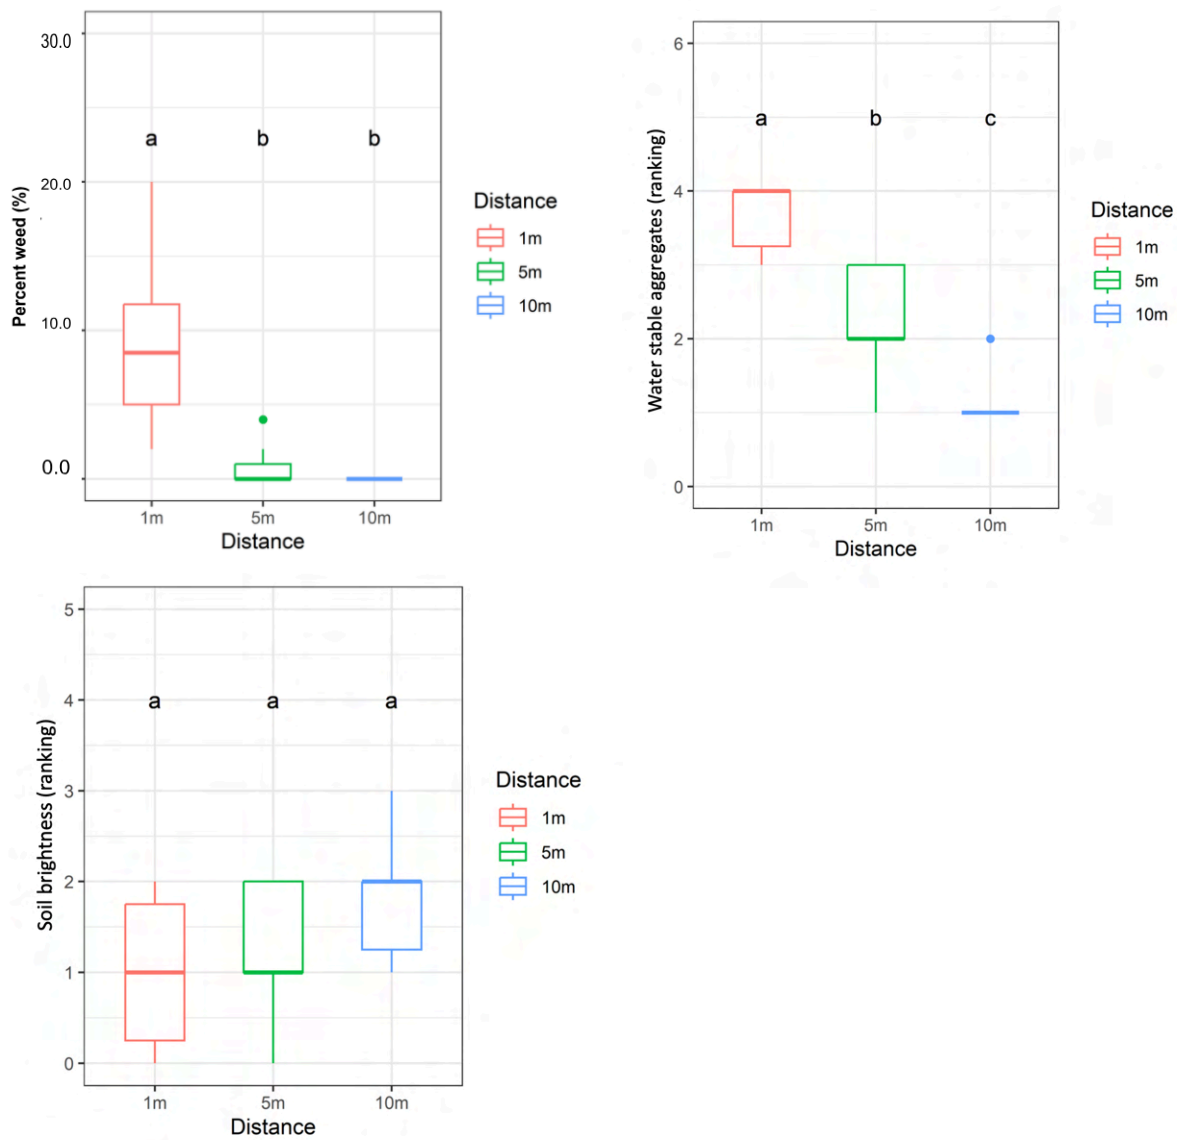 30.0
20.0
10.0
0.0
Percent weed (%)
a b b
1m 5m 10m
Distance
Distance
1m
5m
10m
6
4
2
0
Water stable aggregates (ranking)
a b c
1m 5m 10m
Distance
Distance
1m
5m
10m
5
4
3
2
1
0
Soil brightness (ranking)
a a a
1m 5m 10m
Distance
Distance
1m
5m
10m